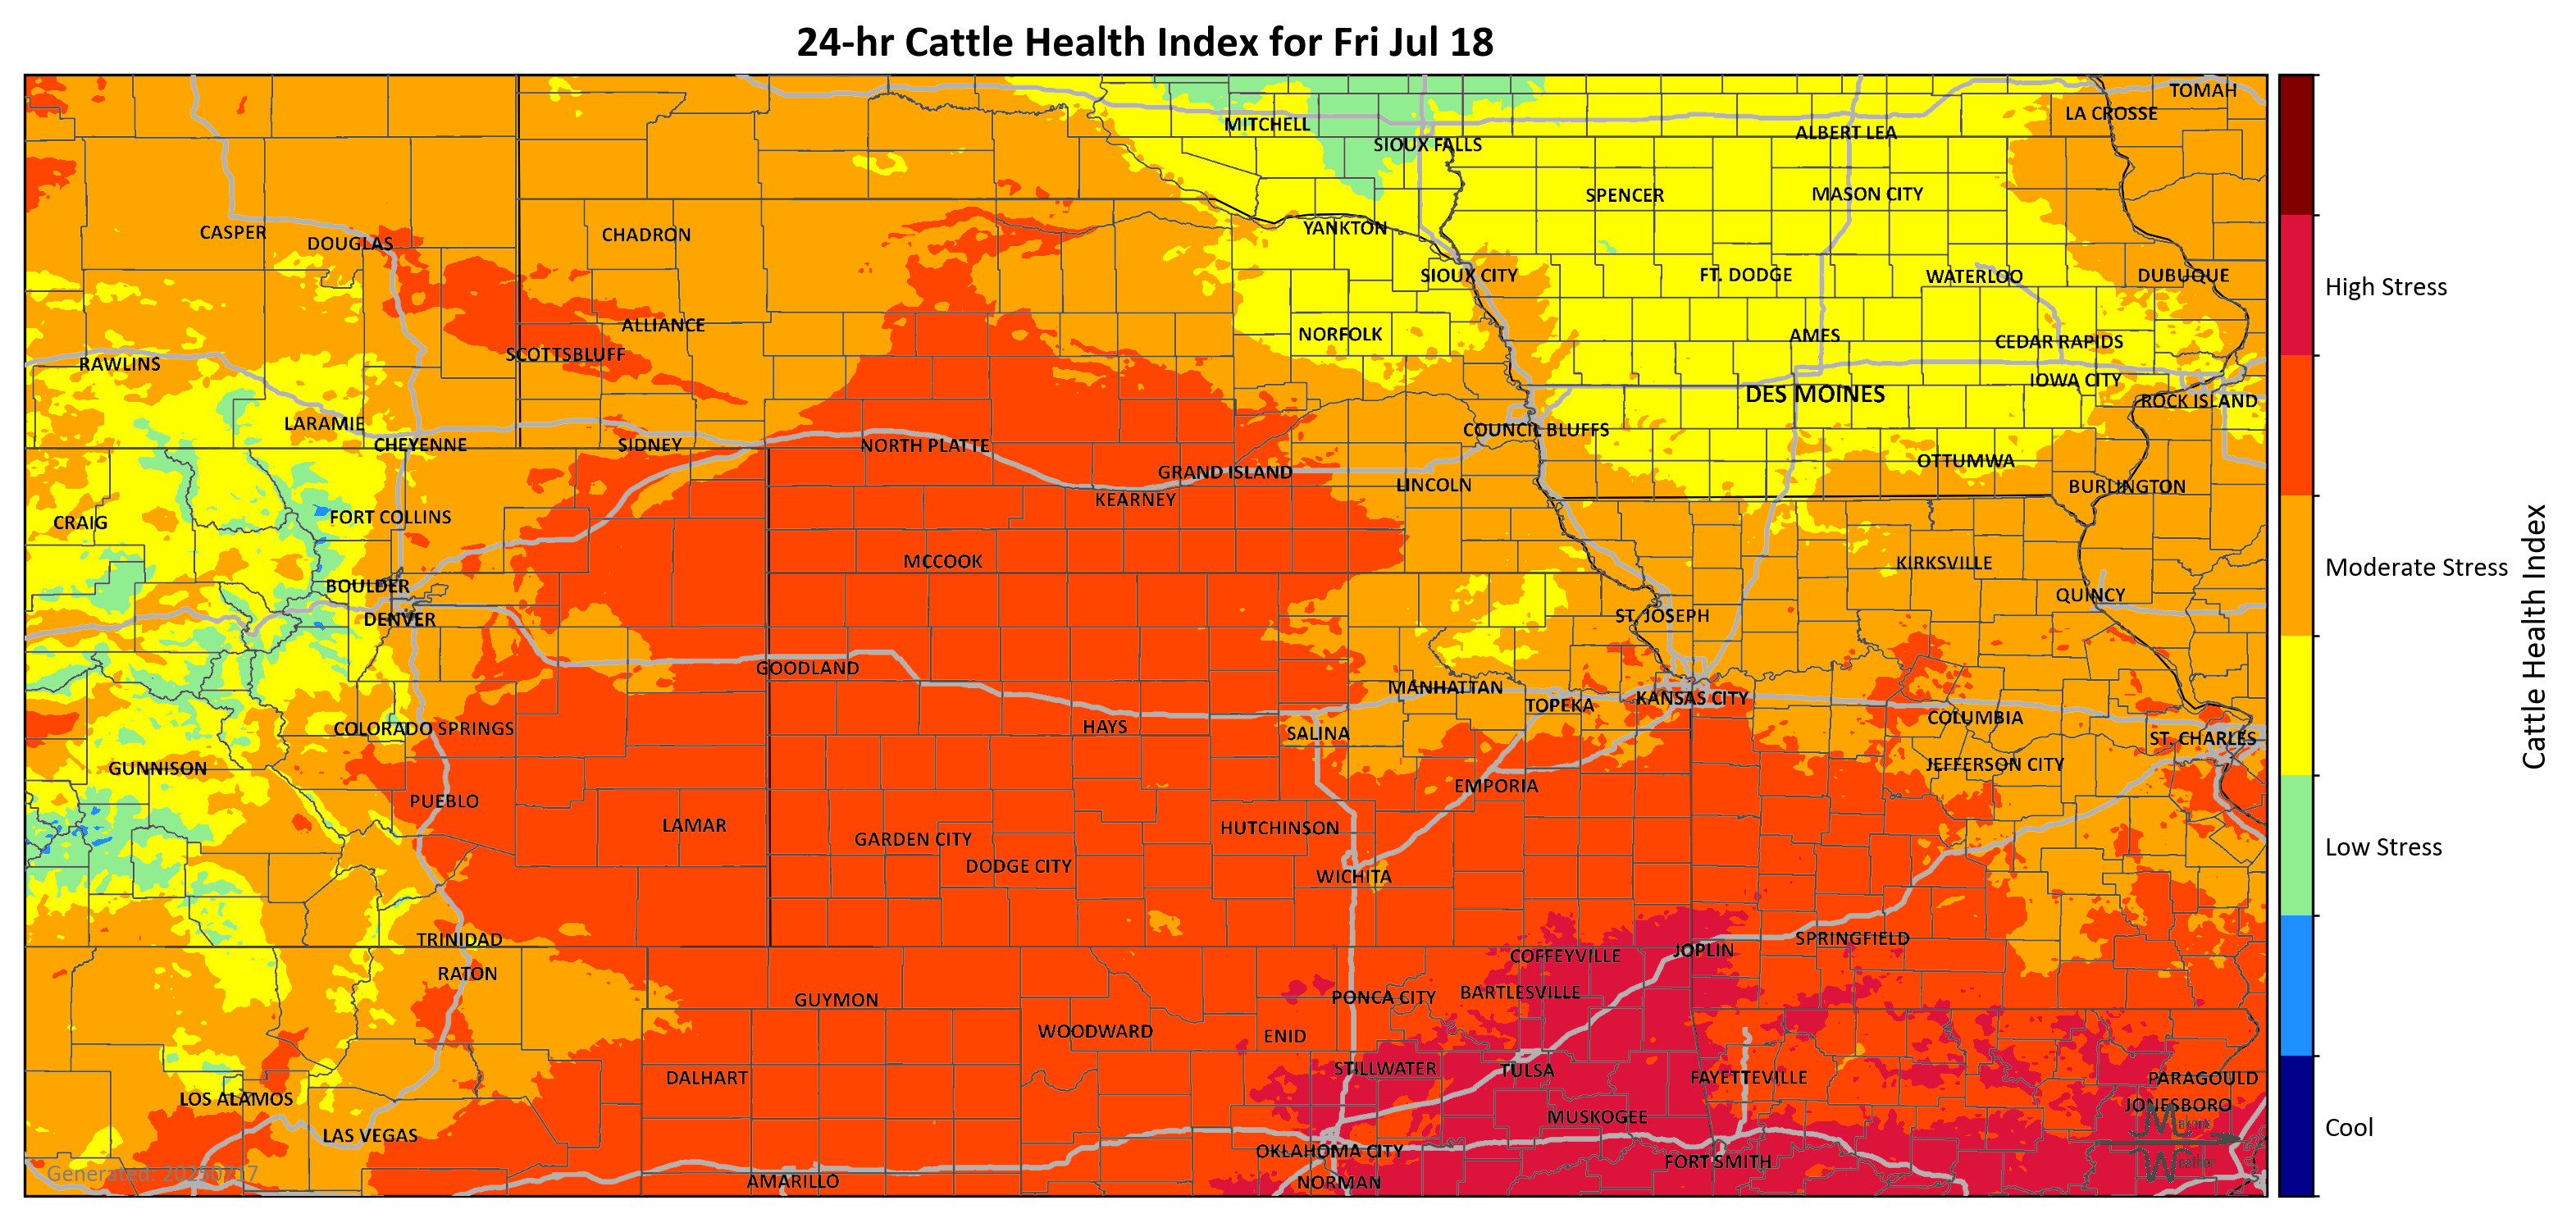 24-hr Cattle Health Index for Fri Jul 18
TOMAH
LA CROSSE
MITCHELL
ALBERT LEA
SIOUX FALLS
SPENCER
MASON CITY
CASPER
DOUGLAS
CHADRON
YANKTON
SIOUX CITY
FT. DODGE
WATERLOO
DUBUQUE
High Stress
ALLIANCE
NORFOLK
AMES
CEDAR RAPIDS
SCOTTSBLUFF
RAWLINS
IOWA CITY
DES MOINES
ROCK ISLAND
LARAMIE
CHEYENNE
SIDNEY
NORTH PLATTE
COUNCIL BLUFFS
OTTUMWA
GRAND ISLAND
LINCOLN
BURLINGTON
KEARNEY
CRAIG
FORT COLLINS
MCCOOK
KIRKSVILLE
Moderate Stress
BOULDER
QUINCY
DENVER
ST. JOSEPH
Cattle Health Index
GOODLAND
MANHATTAN
KANSAS CITY
TOPEKA
COLUMBIA
COLORADO SPRINGS
HAYS
SALINA
ST. CHARLES
GUNNISON
JEFFERSON CITY
EMPORIA
PUEBLO
LAMAR
HUTCHINSON
GARDEN CITY
Low Stress
DODGE CITY
WICHITA
TRINIDAD
SPRINGFIELD
JOPLIN
COFFEYVILLE
RATON
BARTLESVILLE
GUYMON
PONCA CITY
WOODWARD
ENID
STILLWATER
TULSA
DALHART
FAYETTEVILLE
PARAGOULD
LOS ALAMOS
JONESBORO
MUSKOGEE
Cool
LAS VEGAS
OKLAHOMA CITY
FORT SMITH
Generated: 20250717
AMARILLO
NORMAN